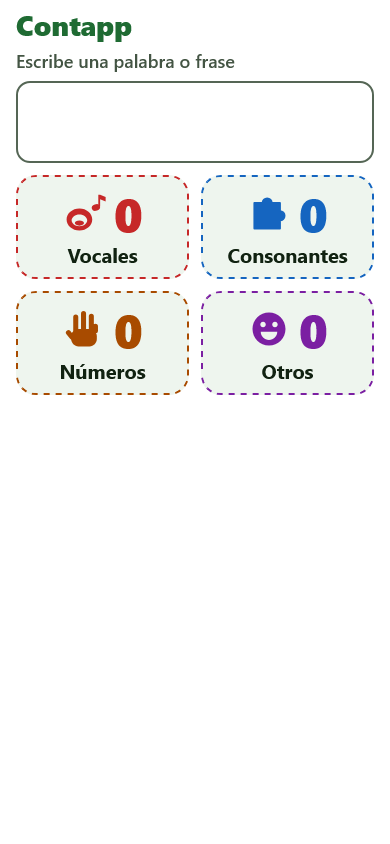 Contapp
Escribe una palabra o frase
0
Vocales
0
Consonantes
0
Números
0
Otros